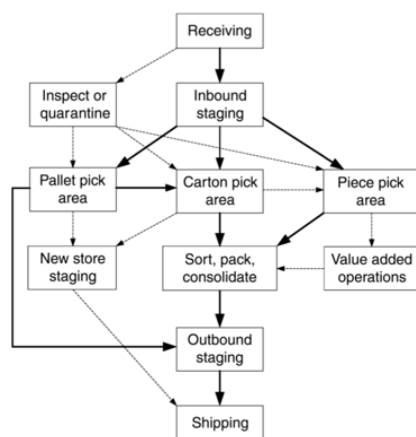 Receiving
Inspect or
quarantine
Inbound
staging
Pallet pick
area
Carton pick
area
Piece pick
area
New store
staging
Sort, pack,
consolidate
Value added
operations
Outbound
staging
Shipping